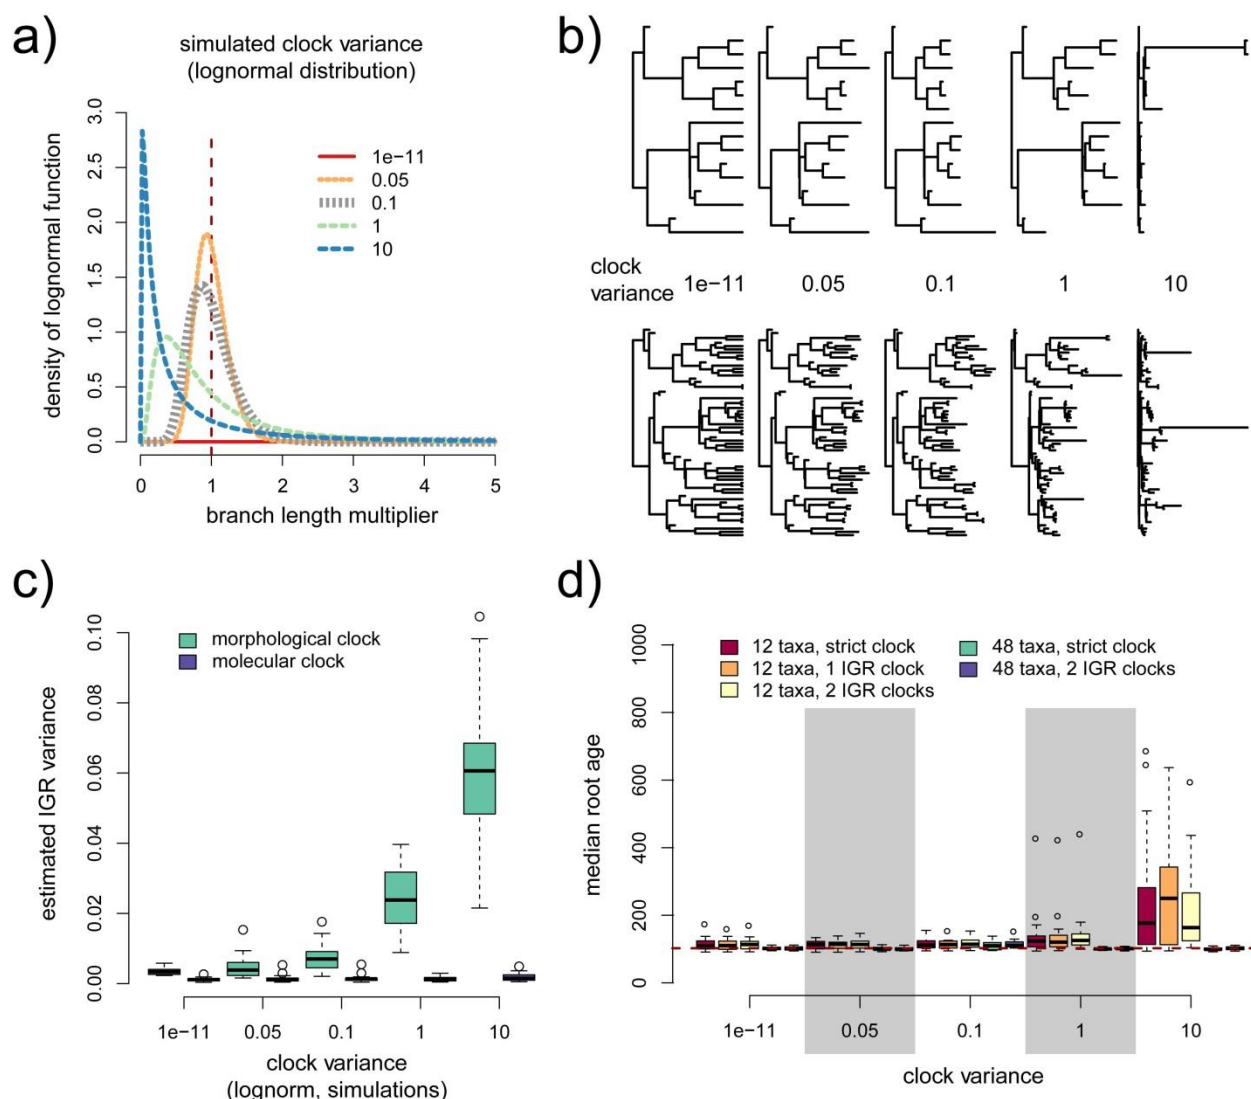 a)
simulated clock variance
(lognormal distribution)
density of lognormal function
3.0
2.5
2.0
1.5
1.0
0.5
0.0
1e−11
0.05
0.1
1
10
0 1 2 3 4 5
branch length multiplier
b)
clock
variance 1e−11 0.05 0.1 1 10
c)
estimated IGR variance
0.10
0.08
0.06
0.04
0.02
0.00
morphological clock
molecular clock
1e−11 0.05 0.1 1 10
clock variance
(lognorm, simulations)
d)
median root age
1000
800
600
400
200
0
12 taxa, strict clock
12 taxa, 1 IGR clock
12 taxa, 2 IGR clocks
48 taxa, strict clock
48 taxa, 2 IGR clocks
1e−11 0.05 0.1 1 10
clock variance